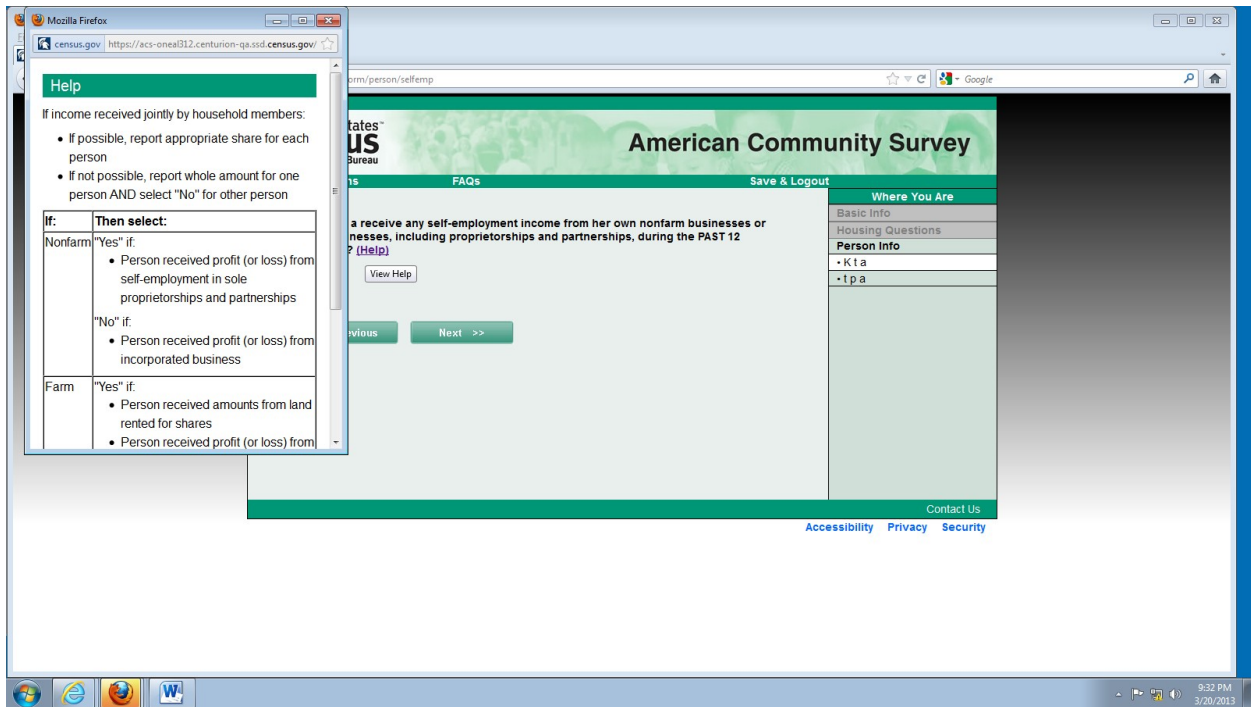 Mozilla Firefox
census.gov https://acs-oneal312.centurion-qa.ssd.census.gov/
Help
If income received jointly by household members:
• If possible, report appropriate share for each
person
• If not possible, report whole amount for one
person AND select "No" for other person
If: Then select:
Nonfarm "Yes" if:
• Person received profit (or loss) from
self-employment in sole
proprietorships and partnerships
"No" if:
• Person received profit (or loss) from
incorporated business
Farm "Yes" if:
• Person received amounts from land
rented for shares
• Person received profit (or loss) from
orm/person/selfemp
Google
tates™
US
Bureau
American Community Survey
ns FAQs Save & Logout
a receive any self-employment income from her own nonfarm businesses or
nesses, including proprietorships and partnerships, during the PAST 12
? (Help)
View Help
evious Next >>
Where You Are
Basic Info
Housing Questions
Person Info
• K t a
• t p a
Contact Us
Accessibility Privacy Security
W
9:32 PM
3/20/2013